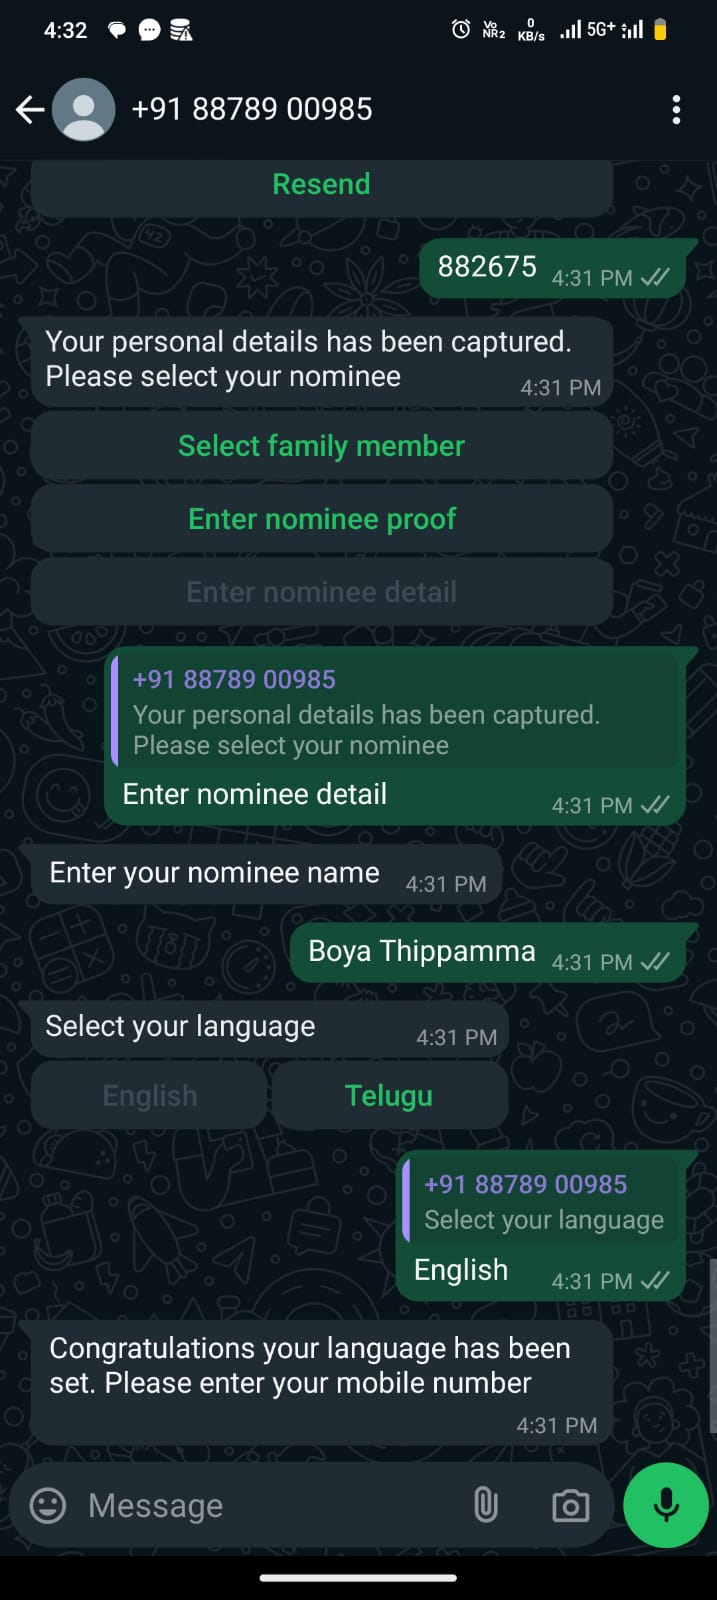 4:32
Vo
NR2
0
KB/s
5G+
+91 88789 00985
Resend
882675 4:31 PM
Your personal details has been captured.
Please select your nominee
4:31 PM
Select family member
Enter nominee proof
Enter nominee detail
+91 88789 00985
Your personal details has been captured.
Please select your nominee
Enter nominee detail 4:31 PM
Enter your nominee name 4:31 PM
Boya Thippamma 4:31 PM
Select your language 4:31 PM
English Telugu
+91 88789 00985
Select your language
English 4:31 PM
Congratulations your language has been
set. Please enter your mobile number
4:31 PM
Message